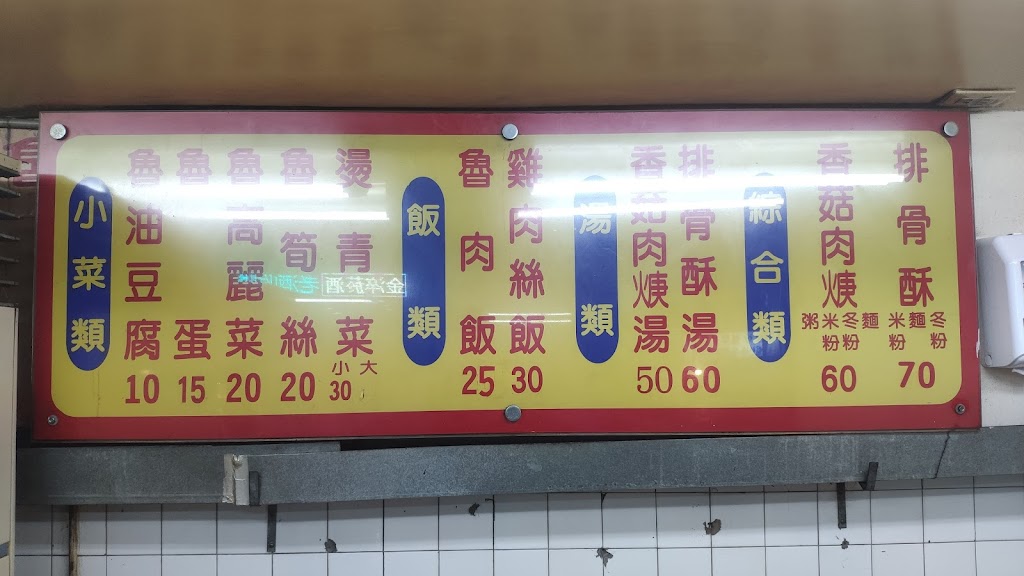 小菜類
魯油豆腐 10
魯蛋 15
魯高麗菜 20
魯筍絲 20
燙青菜 小 大 30
飯類
魯肉飯 25
雞肉絲飯 30
湯類
香菇肉焿湯 50
排骨酥湯 60
綜合類
香菇肉焿 粥 米粉 冬粉 麵 60
排骨酥 米粉 麵 冬粉 70